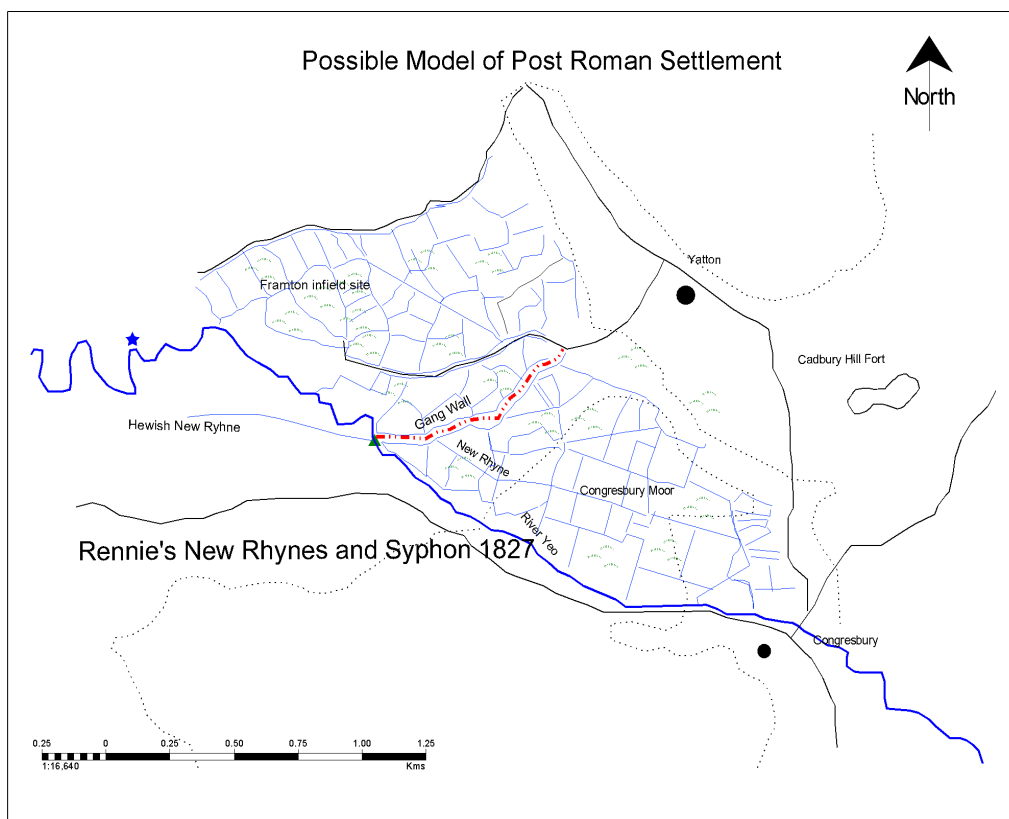 Possible Model of Post Roman Settlement
North
Yatton
Framton infield site
Cadbury Hill Fort
Gang Wall
Hewish New Ryhne
New Rhyne
Congresbury Moor
River Yeo
Rennie's New Rhynes and Syphon 1827
Congresbury
0.25 0 0.25 0.50 0.75 1.00 1.25
1:16,640 Kms